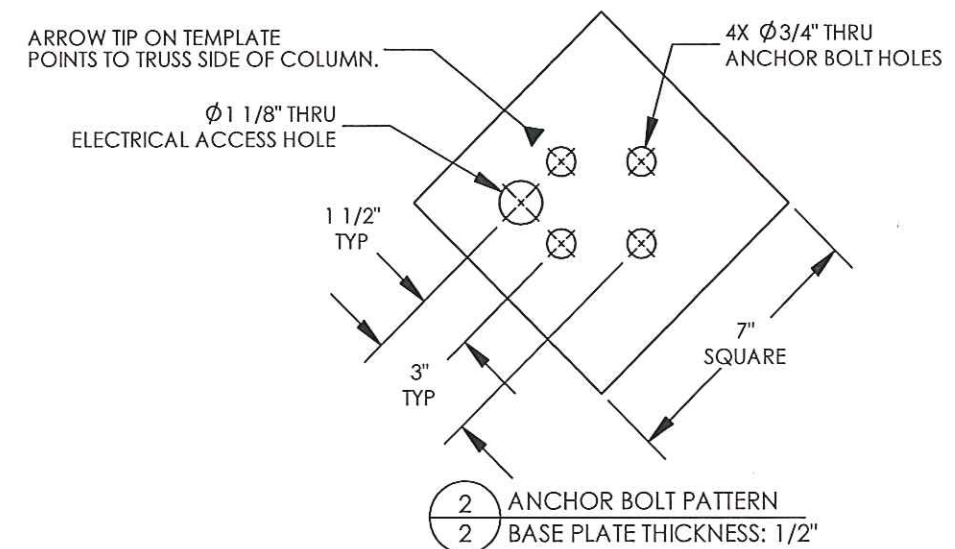 ARROW TIP ON TEMPLATE
POINTS TO TRUSS SIDE OF COLUMN.
4X Ø3/4" THRU
ANCHOR BOLT HOLES
Ø1 1/8" THRU
ELECTRICAL ACCESS HOLE
1 1/2"
TYP
7"
SQUARE
3"
TYP
2
2
ANCHOR BOLT PATTERN
BASE PLATE THICKNESS: 1/2"